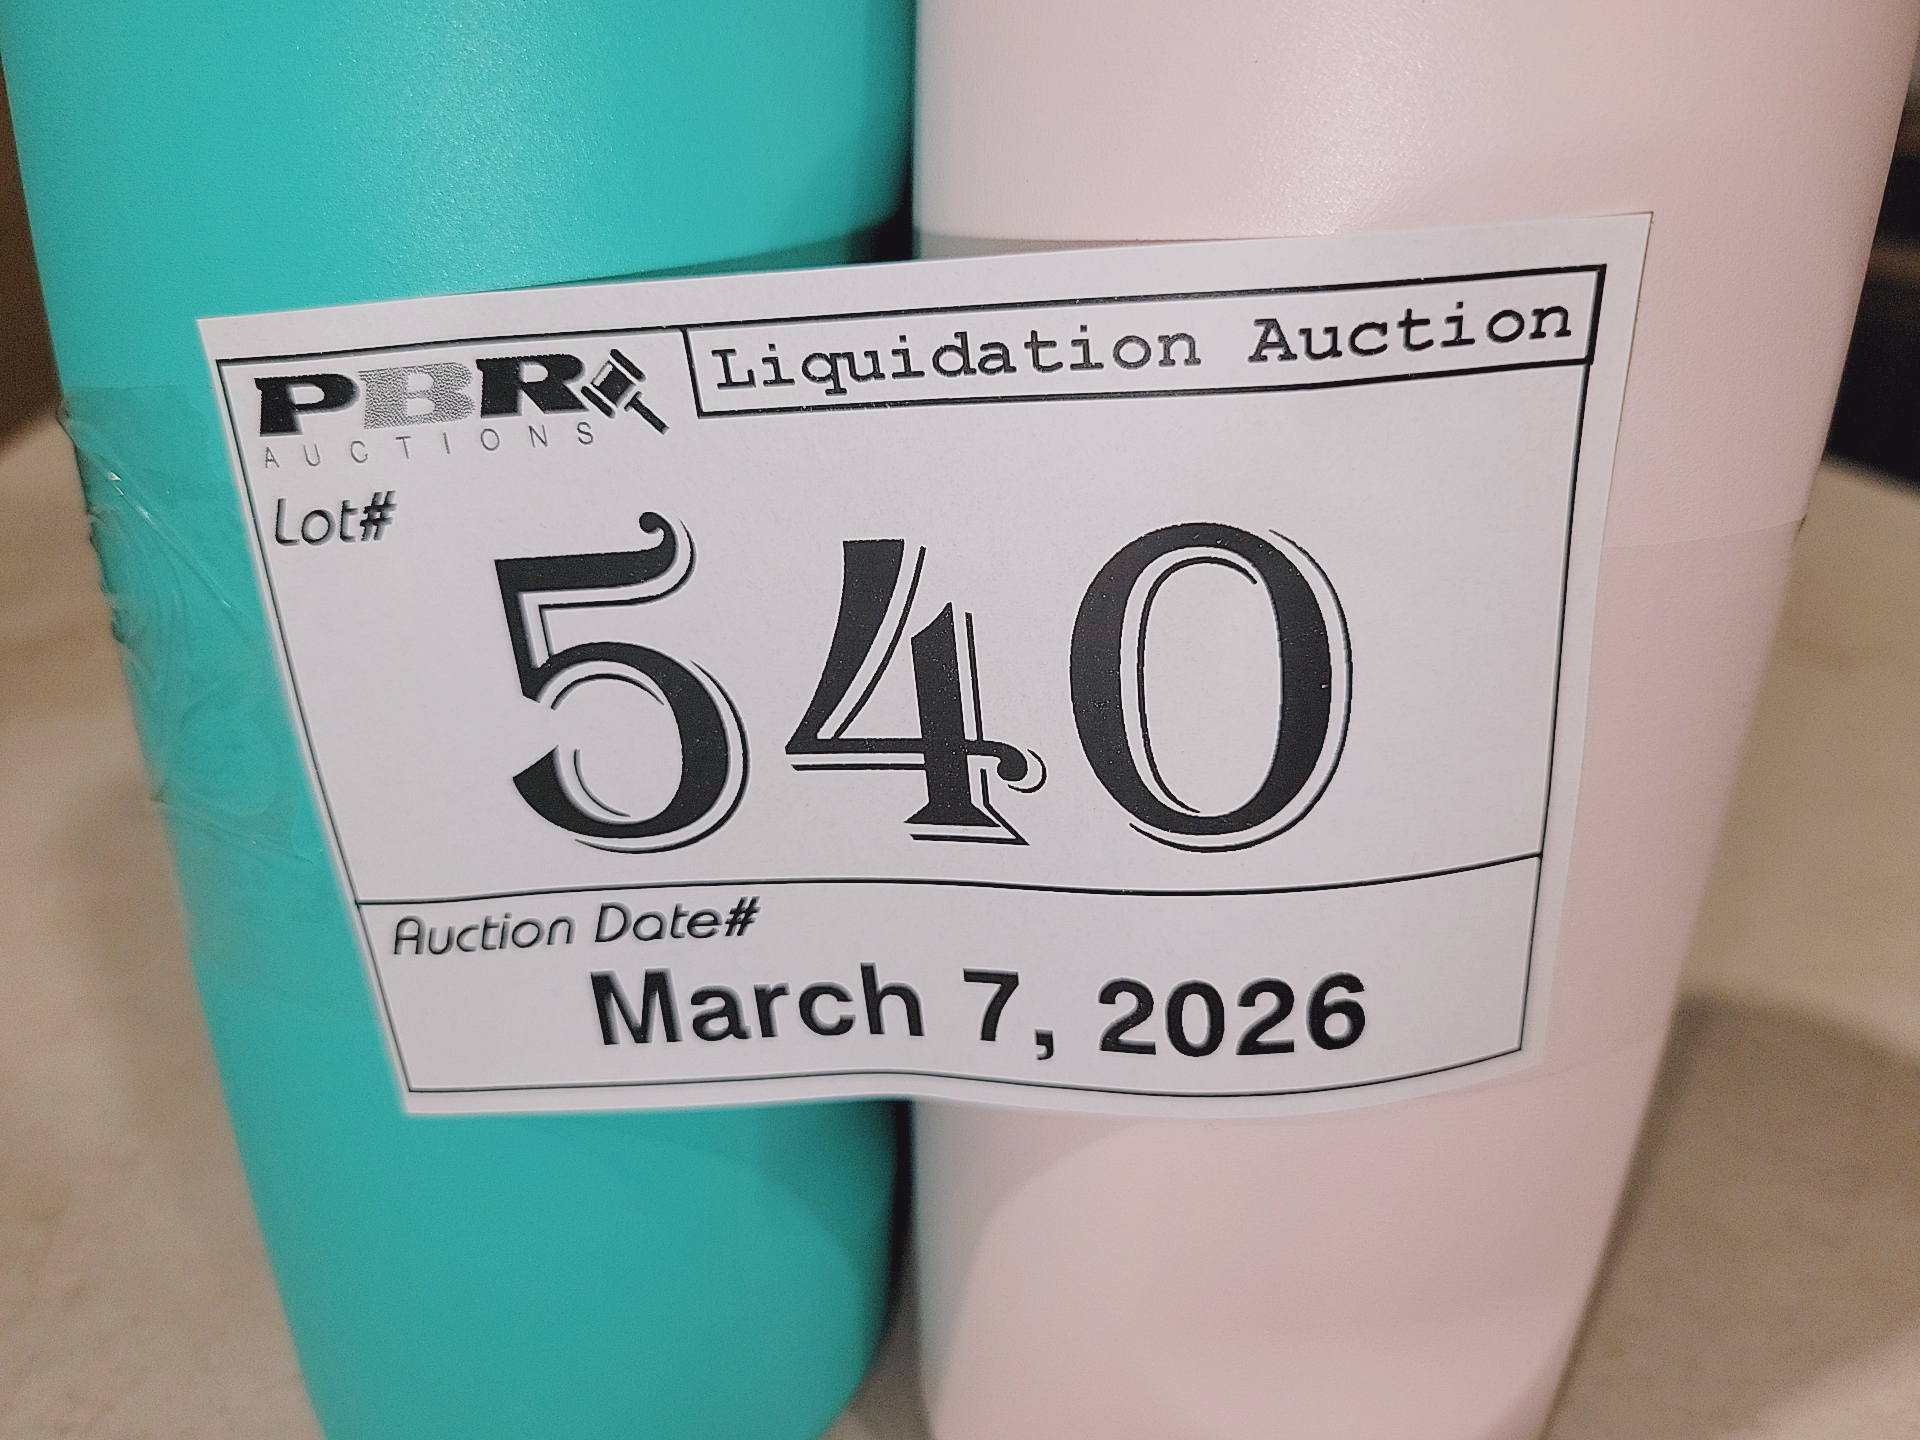 PBR
AUCTIONS
Liquidation Auction
Lot#
540
Auction Date#
March 7, 2026